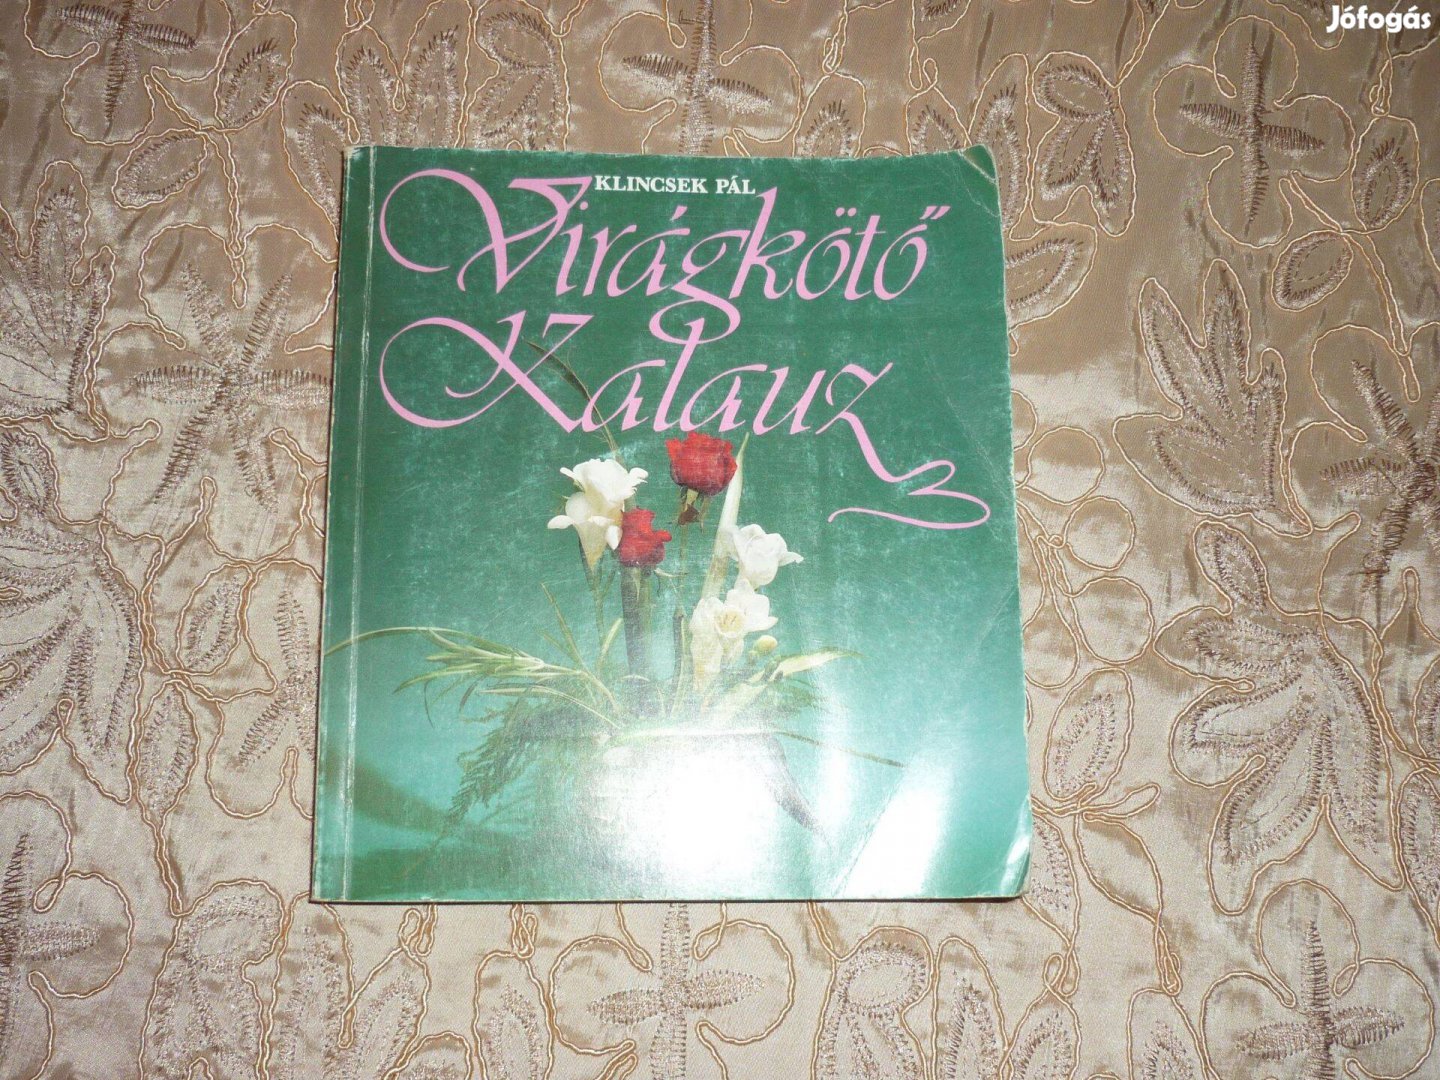 Jófogás
KLINCSEK PÁL
Virágkötő
Kalauz